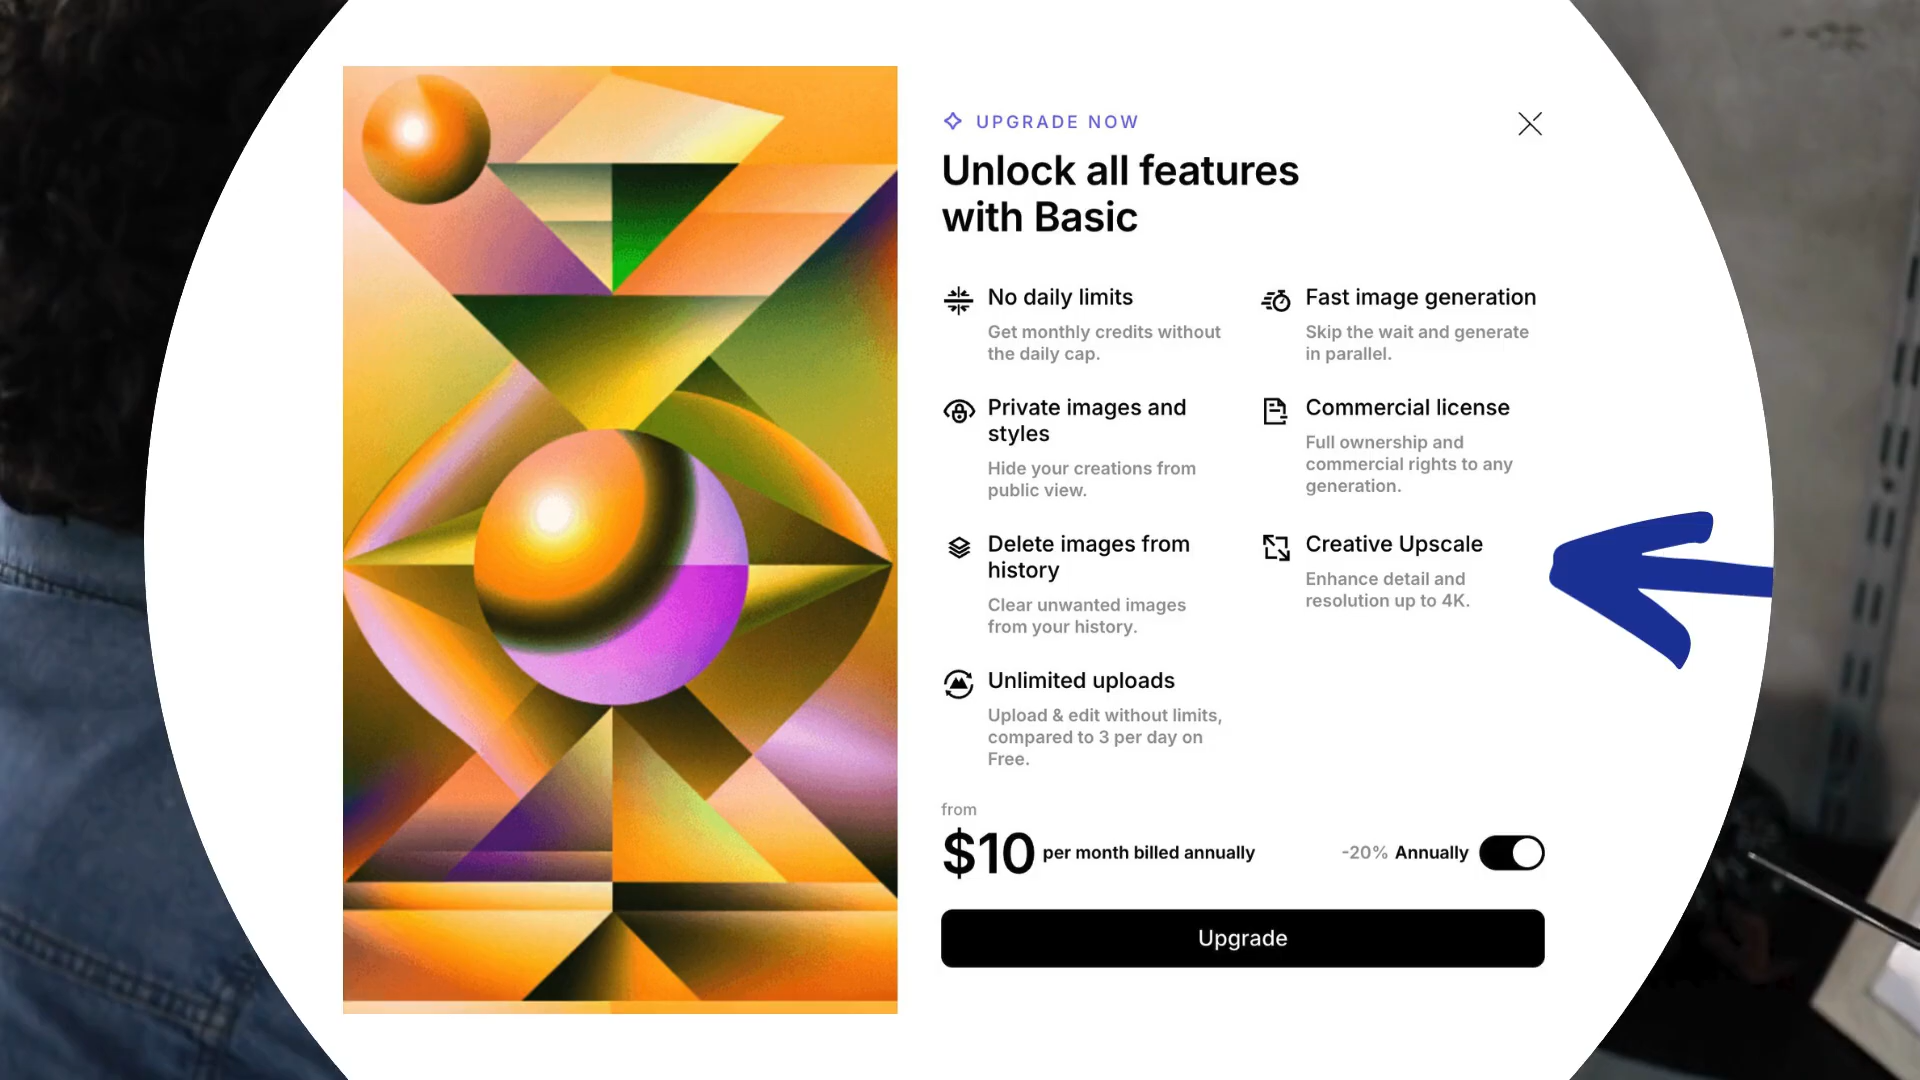 UPGRADE NOW
Unlock all features
with Basic
No daily limits
Get monthly credits without
the daily cap.
Fast image generation
Skip the wait and generate
in parallel.
Private images and
styles
Hide your creations from
public view.
Commercial license
Full ownership and
commercial rights to any
generation.
Delete images from
history
Clear unwanted images
from your history.
Creative Upscale
Enhance detail and
resolution up to 4K.
Unlimited uploads
Upload & edit without limits,
compared to 3 per day on
Free.
from
$10 per month billed annually
-20% Annually
Upgrade